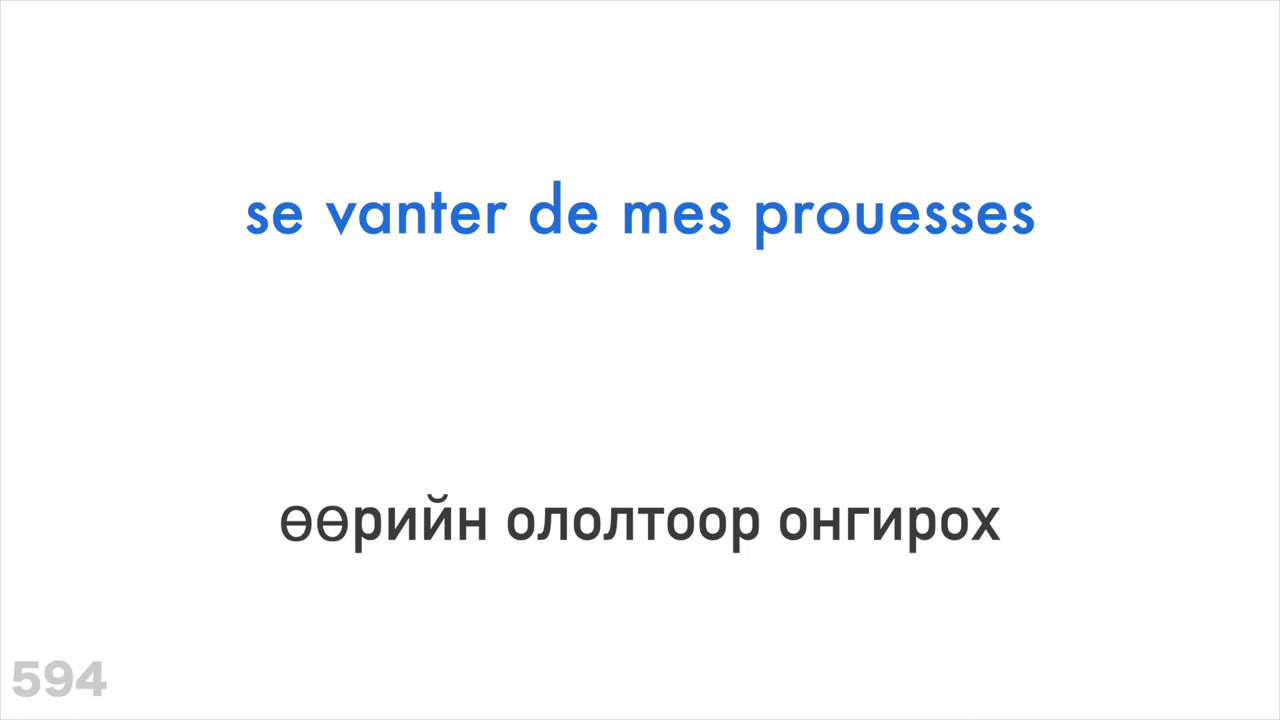 se vanter de mes prouesses
өөрийн ололтоор онгирох
594